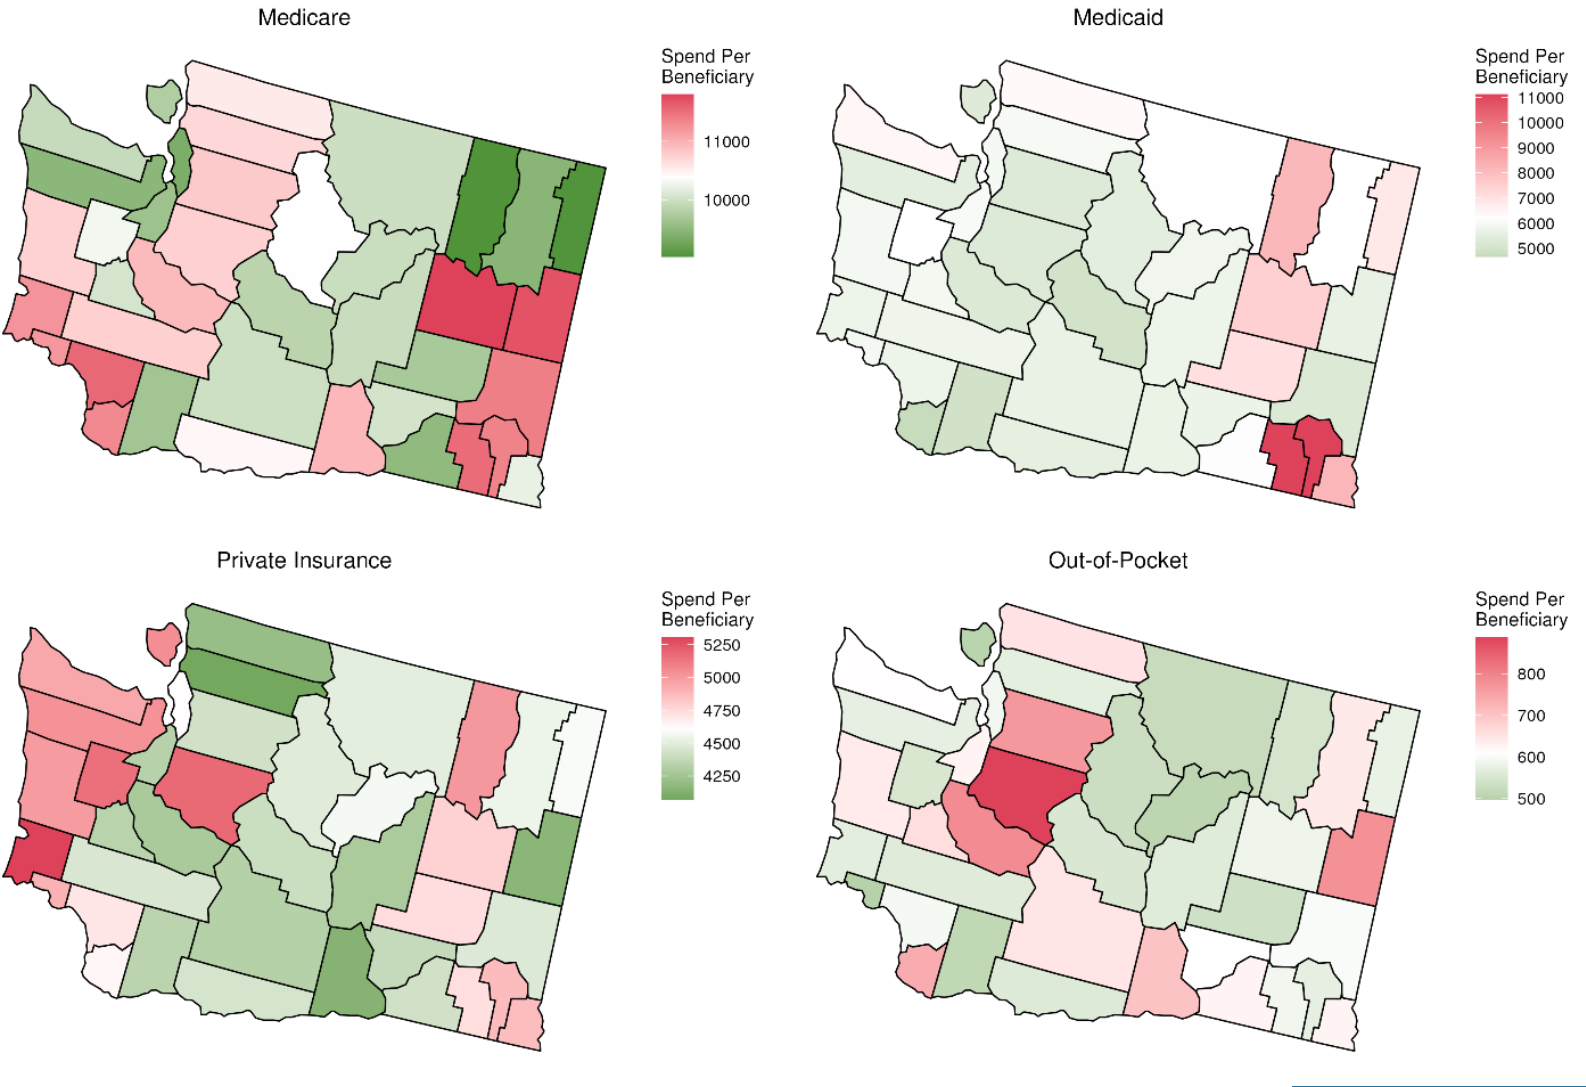 Medicare
Spend Per
Beneficiary
11000
10000
Medicaid
Spend Per
Beneficiary
11000
10000
9000
8000
7000
6000
5000
Private Insurance
Spend Per
Beneficiary
5250
5000
4750
4500
4250
Out-of-Pocket
Spend Per
Beneficiary
800
700
600
500